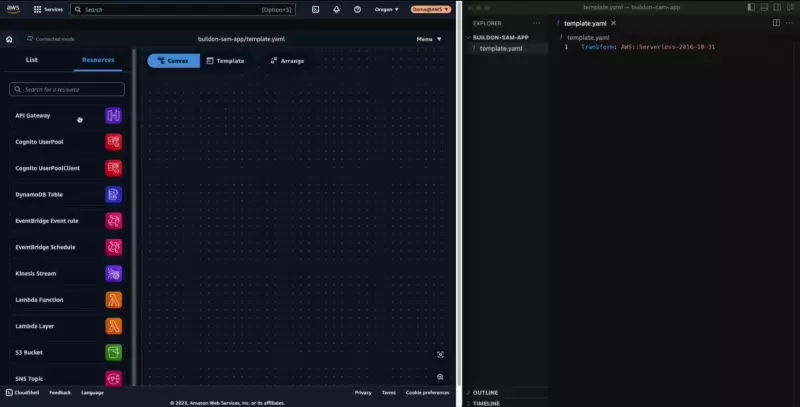 aws
Services
Search
[Option+S]
Oregon
Demo@AWS
Connected mode
buildon-sam-app/template.yaml
Menu
List
Resources
Canvas
Template
Arrange
Search for a resource
API Gateway
Cognito UserPool
Cognito UserPoolClient
DynamoDB Table
EventBridge Event rule
EventBridge Schedule
Kinesis Stream
Lambda Function
Lambda Layer
S3 Bucket
SNS Topic
CloudShell
Feedback
Language
Privacy
Terms
Cookie preferences
© 2023, Amazon Web Services, Inc. or its affiliates.
template.yaml — buildon-sam-app
EXPLORER
template.yaml
BUILDON-SAM-APP
template.yaml
template.yaml
1 Transform: AWS::Serverless-2016-10-31
OUTLINE
TIMELINE